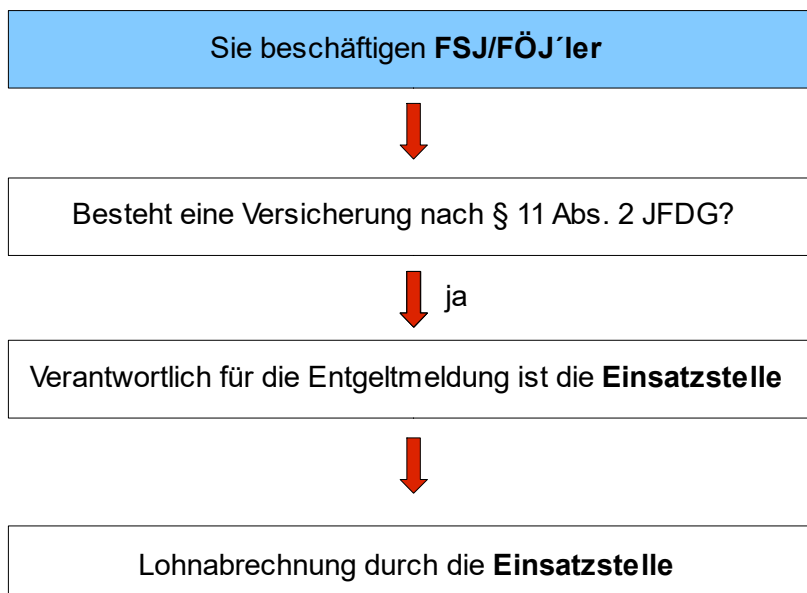 Sie beschäftigen FSJ/FÖJ´ler
Besteht eine Versicherung nach § 11 Abs. 2 JFDG?
ja
Verantwortlich für die Entgeltmeldung ist die Einsatzstelle
Lohnabrechnung durch die Einsatzstelle